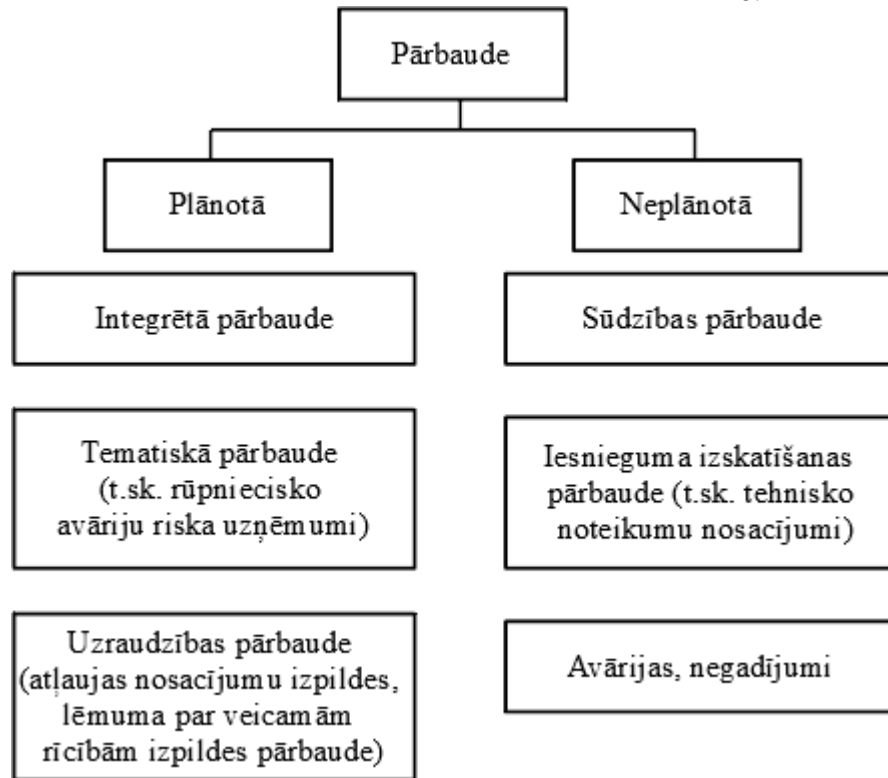 Pārbaude
Plānotā
Neplānotā
Integrētā pārbaude
Sūdzības pārbaude
Tematiskā pārbaude
(t.sk. rūpniecisko
avāriju riska uzņēmumi)
Iesnieguma izskatīšanas
pārbaude (t.sk. tehnisko
noteikumu nosacījumi)
Uzraudzības pārbaude
(atļaujas nosacījumu izpildes,
lēmuma par veicamām
rīcībām izpildes pārbaude)
Avārijas, negadījumi